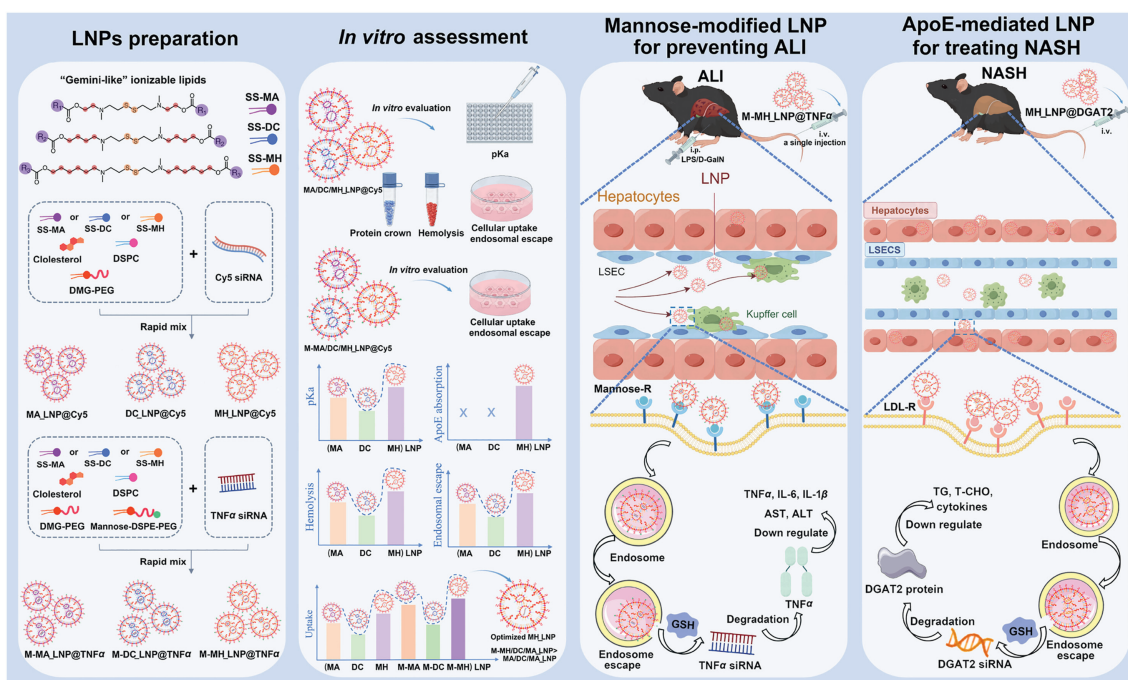 LNPs preparation
"Gemini-like" ionizable lipids
R₁
O
O
N
S
S
N
O
O
R₁
SS-MA
R₂
O
O
N
S
S
N
O
O
R₂
SS-DC
R₃
O
O
N
S
S
N
O
O
R₃
SS-MH
or
or
SS-MA
SS-DC
SS-MH
Clolesterol
DSPC
DMG-PEG
+
Cy5 siRNA
Rapid mix
MA_LNP@Cy5
DC_LNP@Cy5
MH_LNP@Cy5
or
or
SS-MA
SS-DC
SS-MH
Clolesterol
DSPC
DMG-PEG
Mannose-DSPE-PEG
+
TNFα siRNA
Rapid mix
M-MA_LNP@TNFα
M-DC_LNP@TNFα
M-MH_LNP@TNFα
In vitro assessment
In vitro evaluation
pKa
MA/DC/MH_LNP@Cy5
Protein crown
Hemolysis
Cellular uptake
endosomal escape
In vitro evaluation
M-MA/DC/MH_LNP@Cy5
Cellular uptake
endosomal escape
pKa
(MA
DC
MH) LNP
ApoE absorption
X
X
(MA
DC
MH) LNP
Hemolysis
(MA
DC
MH) LNP
Endosomal escape
(MA
DC
MH) LNP
Uptake
(MA
DC
MH
M-MA
M-DC
M-MH) LNP
Optimized MH_LNP
M-MH/DC/MA_LNP>
MA/DC/MA_LNP
Mannose-modified LNP
for preventing ALI
ALI
M-MH_LNP@TNFα
i.v.
a single injection
i.p.
LPS/D-GalN
LNP
Hepatocytes
LSEC
Kupffer cell
Mannose-R
Endosome
Endosome
escape
GSH
TNFα siRNA
Degradation
TNFα
Down regulate
TNFα, IL-6, IL-1β
AST, ALT
ApoE-mediated LNP
for treating NASH
NASH
MH_LNP@DGAT2
i.v.
Hepatocytes
LSECS
LDL-R
Endosome
Endosome
escape
GSH
DGAT2 siRNA
Degradation
DGAT2 protein
Down regulate
TG, T-CHO,
cytokines